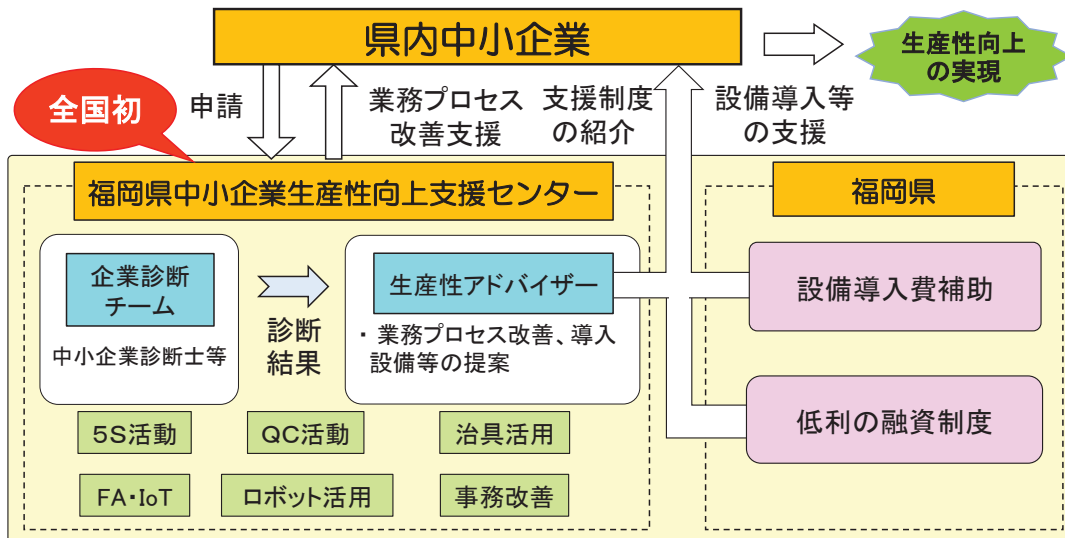 県内中小企業
生産性向上
の実現
全国初
申請
業務プロセス
改善支援
支援制度
の紹介
設備導入等
の支援
福岡県中小企業生産性向上支援センター
福岡県
企業診断
チーム
中小企業診断士等
診断
結果
生産性アドバイザー
・業務プロセス改善、導入
設備等の提案
設備導入費補助
低利の融資制度
5S活動
QC活動
治具活用
FA・IoT
ロボット活用
事務改善